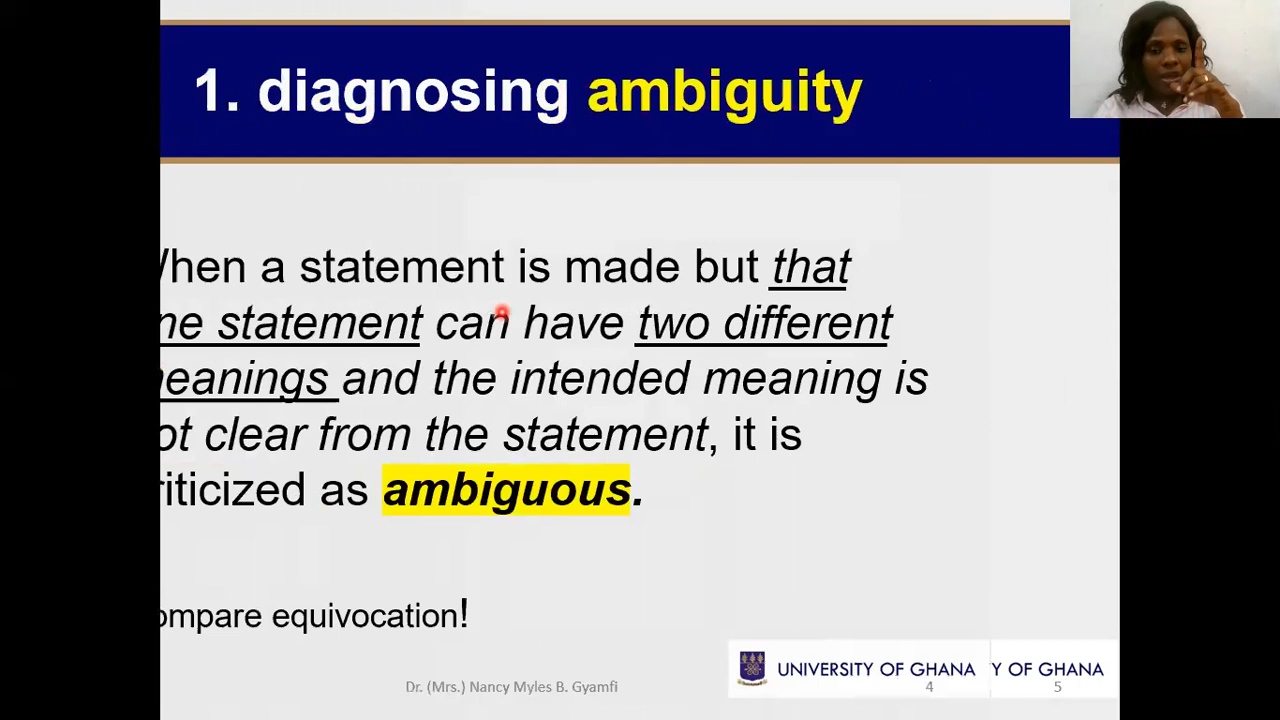 1. diagnosing ambiguity
hen a statement is made but that
ne statement can have two different
eanings and the intended meaning is
ot clear from the statement, it is
riticized as ambiguous.
ompare equivocation!
UNIVERSITY OF GHANA Y OF GHANA
Dr. (Mrs.) Nancy Myles B. Gyamfi 4 5